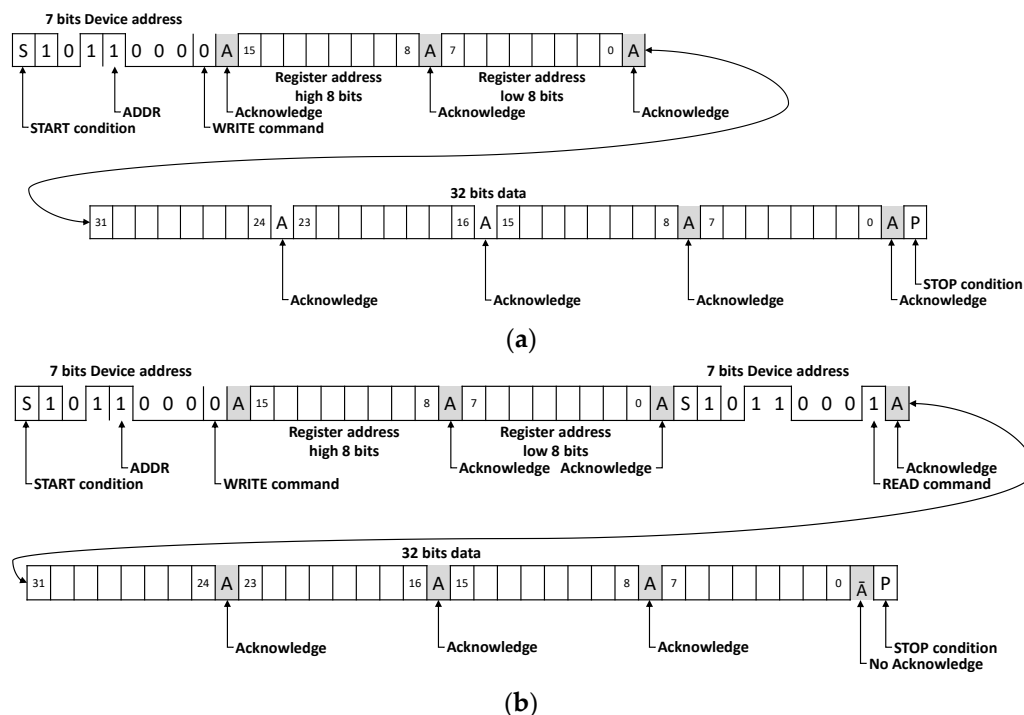 7 bits Device address
S 1 0 1 1 0 0 0 0 A 15 8 A 7 0 A
Register address high 8 bits
Register address low 8 bits
ADDR
Acknowledge
Acknowledge
Acknowledge
START condition
WRITE command
32 bits data
31 24 A 23 16 A 15 8 A 7 0 A P
STOP condition
Acknowledge
Acknowledge
Acknowledge
Acknowledge
(a)
7 bits Device address
7 bits Device address
S 1 0 1 1 0 0 0 0 A 15 8 A 7 0 A S 1 0 1 1 0 0 0 1 A
Register address high 8 bits
Register address low 8 bits
ADDR
Acknowledge
Acknowledge
Acknowledge
START condition
WRITE command
READ command
32 bits data
31 24 A 23 16 A 15 8 A 7 0 Ā P
Acknowledge
Acknowledge
Acknowledge
STOP condition
No Acknowledge
(b)